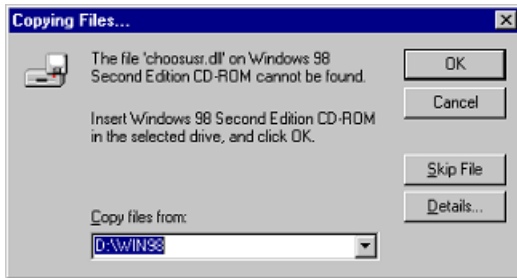 Copying Files...
The file 'choosusr.dll' on Windows 98
Second Edition CD-ROM cannot be found.
Insert Windows 98 Second Edition CD-ROM
in the selected drive, and click OK.
Copy files from:
D:\WIN98
OK
Cancel
Skip File
Details...